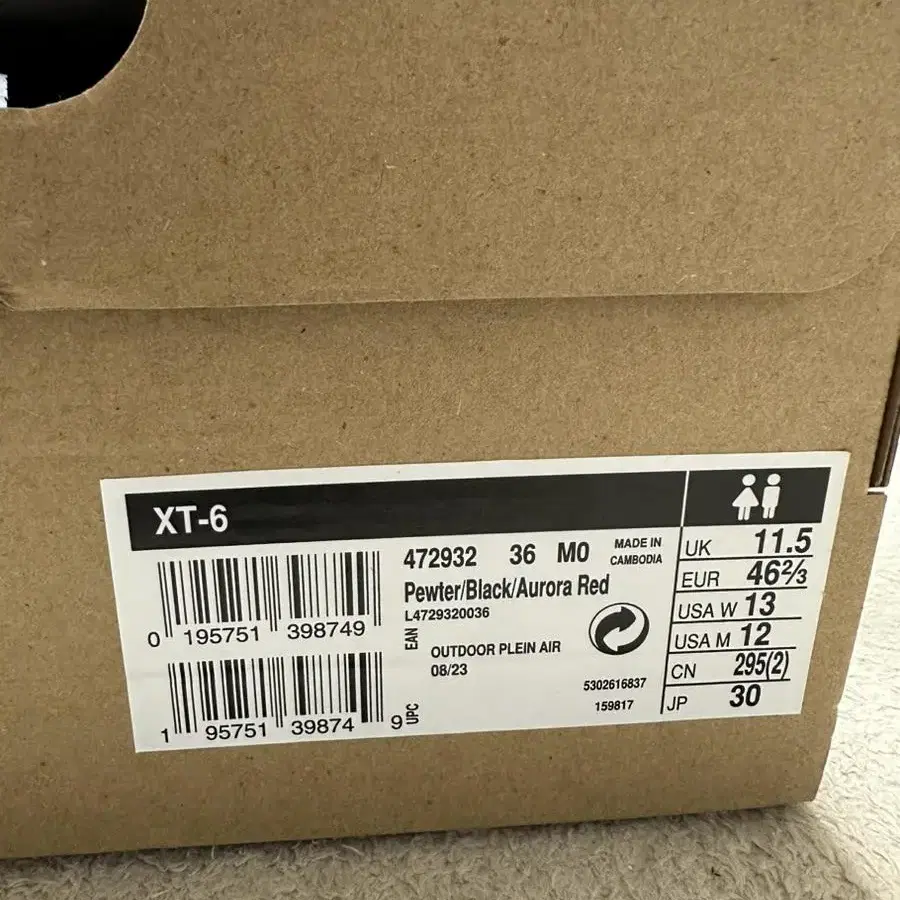 XT-6
472932 36 M0
MADE IN
CAMBODIA
Pewter/Black/Aurora Red
L4729320036
0 195751 398749
EAN
OUTDOOR PLEIN AIR
08/23
1 95751 39874 9
UPC
5302616837
159817
UK 11.5
EUR 46⅔
USA W 13
USA M 12
CN 295(2)
JP 30